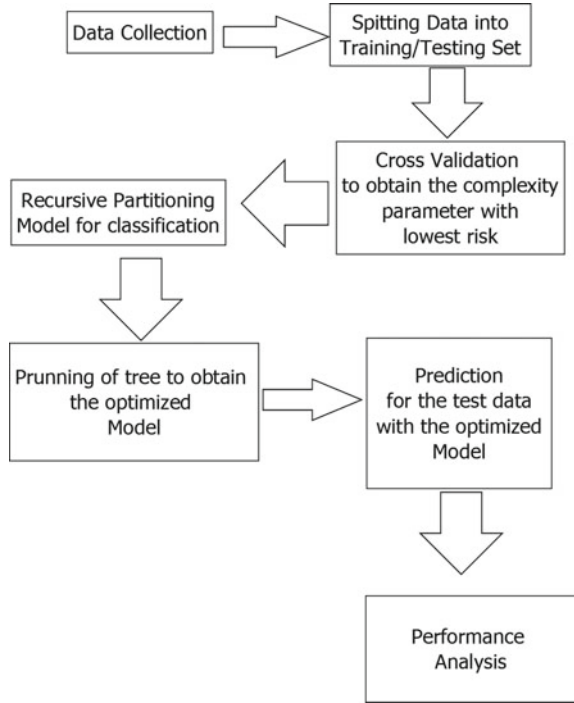 Data Collection
Spitting Data into
Training/Testing Set
Cross Validation
to obtain the complexity
parameter with
lowest risk
Recursive Partitioning
Model for classification
Prunning of tree to obtain
the optimized
Model
Prediction
for the test data
with the optimized
Model
Performance
Analysis